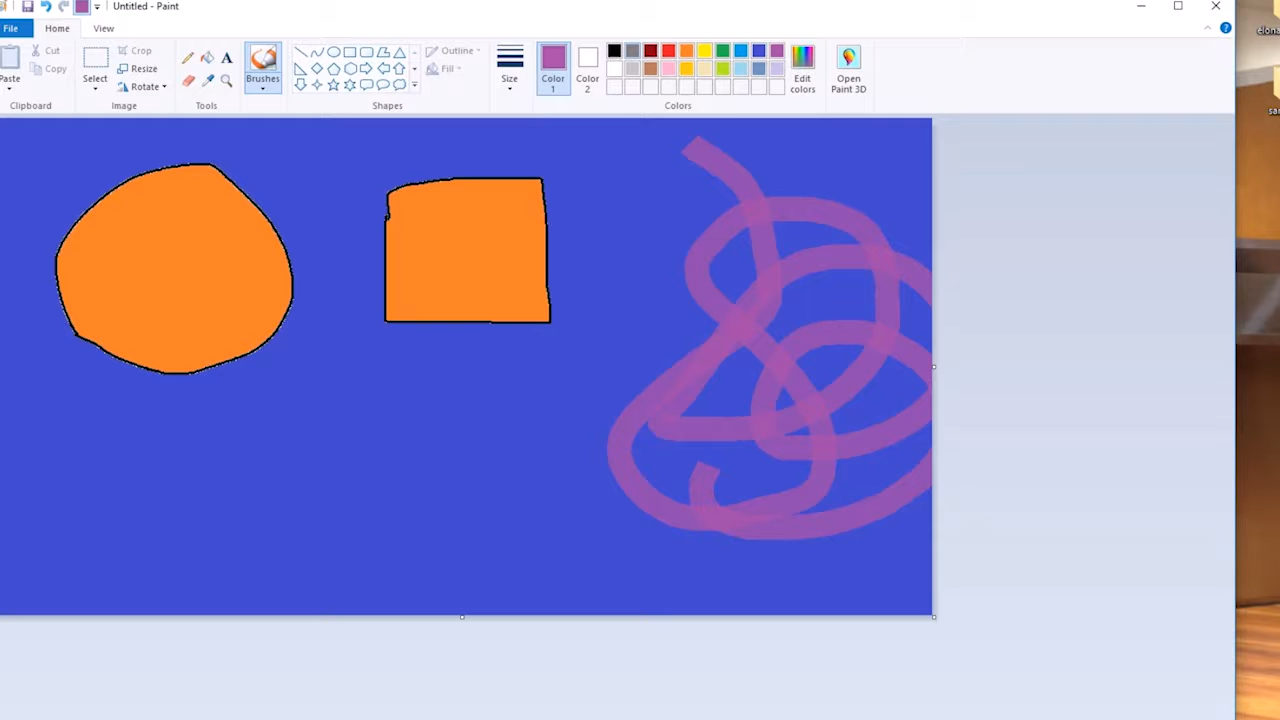 Untitled - Paint
File Home View
Paste
Cut
Copy
Clipboard
Select
Crop
Resize
Rotate
Image
A
Tools
Brushes
Shapes
Outline
Fill
Size
Color
1
Color
2
Colors
Edit
colors
Open
Paint 3D
elona